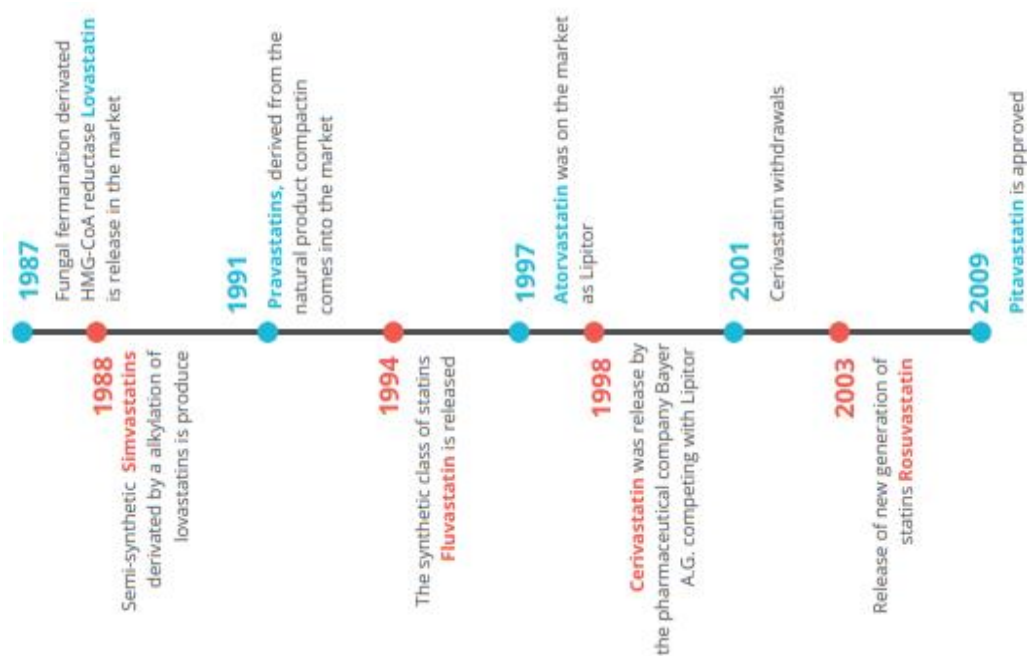 1987
Fungal fermanation derivated
HMG-CoA reductase Lovastatin
is release in the market
1988
Semi-synthetic Simvastatins
derivated by a alkylation of
lovastatins is produce
1991
Pravastatins, derived from the
natural product compactin
comes into the market
1994
The synthetic class of statins
Fluvastatin is released
1997
Atorvastatin was on the market
as Lipitor
1998
Cerivastatin was release by
the pharmaceutical company Bayer
A.G. competing with Lipitor
2001
Cerivastatin withdrawals
2003
Release of new generation of
statins Rosuvastatin
2009
Pitavastatin is approved